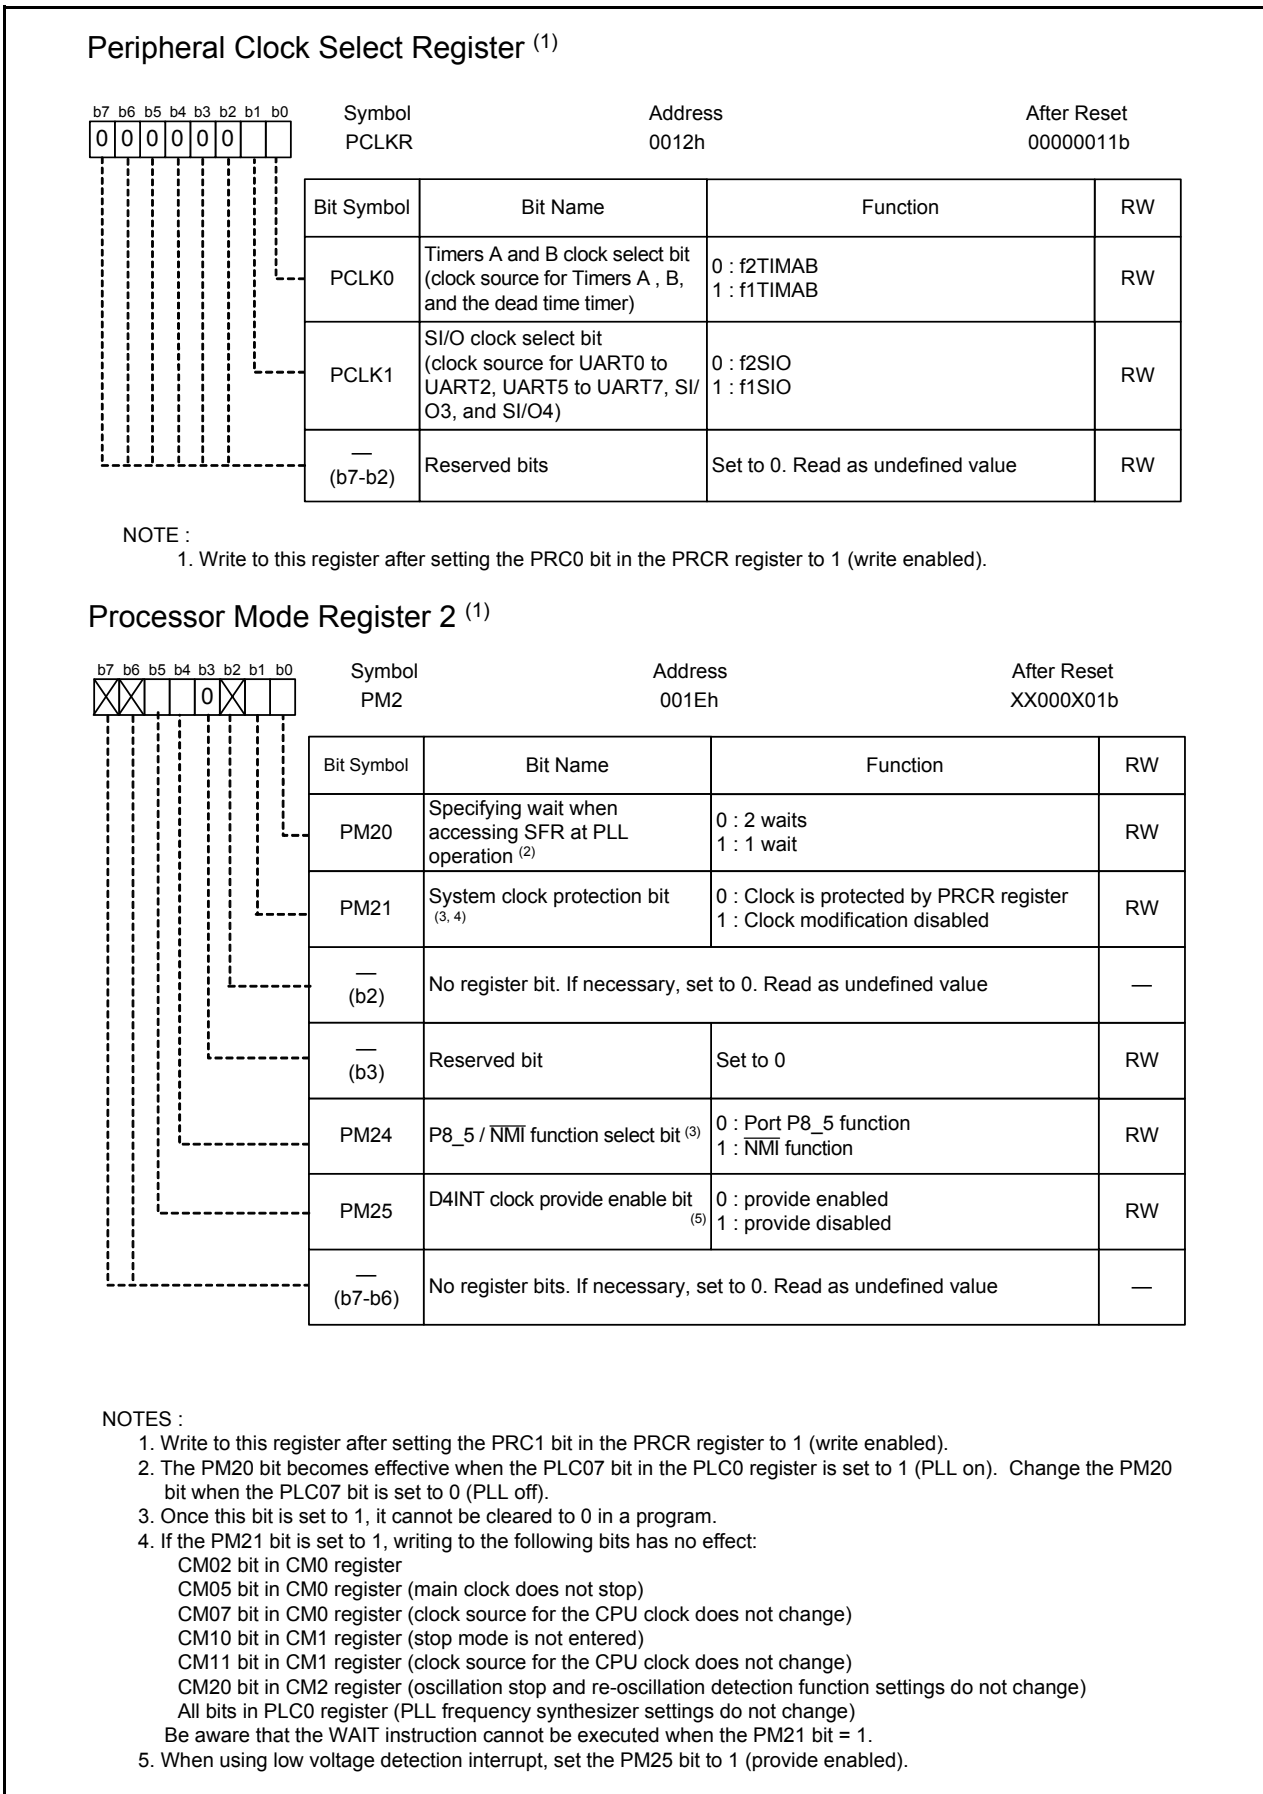 Peripheral Clock Select Register (1)
b7 b6 b5 b4 b3 b2 b1 b0
Symbol Address After Reset
0 0 0 0 0 0
PCLKR 0012h 00000011b
Bit Symbol Bit Name Function RW
PCLK0
Timers A and B clock select bit
(clock source for Timers A , B,
and the dead time timer)
0 : f2TIMAB
1 : f1TIMAB
RW
PCLK1
SI/O clock select bit
(clock source for UART0 to
UART2, UART5 to UART7, SI/
O3, and SI/O4)
0 : f2SIO
1 : f1SIO
RW
—
(b7-b2)
Reserved bits
Set to 0. Read as undefined value
RW
NOTE :
1. Write to this register after setting the PRC0 bit in the PRCR register to 1 (write enabled).
Processor Mode Register 2 (1)
b7 b6 b5 b4 b3 b2 b1 b0
Symbol Address After Reset
0
PM2 001Eh XX000X01b
Bit Symbol Bit Name Function RW
PM20
Specifying wait when
accessing SFR at PLL
operation (2)
0 : 2 waits
1 : 1 wait
RW
PM21
System clock protection bit
(3, 4)
0 : Clock is protected by PRCR register
1 : Clock modification disabled
RW
—
(b2)
No register bit. If necessary, set to 0. Read as undefined value
—
—
(b3)
Reserved bit
Set to 0
RW
PM24
P8_5 / NMI function select bit (3)
0 : Port P8_5 function
1 : NMI function
RW
PM25
D4INT clock provide enable bit
(5)
0 : provide enabled
1 : provide disabled
RW
—
(b7-b6)
No register bits. If necessary, set to 0. Read as undefined value
—
NOTES :
1. Write to this register after setting the PRC1 bit in the PRCR register to 1 (write enabled).
2. The PM20 bit becomes effective when the PLC07 bit in the PLC0 register is set to 1 (PLL on). Change the PM20
bit when the PLC07 bit is set to 0 (PLL off).
3. Once this bit is set to 1, it cannot be cleared to 0 in a program.
4. If the PM21 bit is set to 1, writing to the following bits has no effect:
CM02 bit in CM0 register
CM05 bit in CM0 register (main clock does not stop)
CM07 bit in CM0 register (clock source for the CPU clock does not change)
CM10 bit in CM1 register (stop mode is not entered)
CM11 bit in CM1 register (clock source for the CPU clock does not change)
CM20 bit in CM2 register (oscillation stop and re-oscillation detection function settings do not change)
All bits in PLC0 register (PLL frequency synthesizer settings do not change)
Be aware that the WAIT instruction cannot be executed when the PM21 bit = 1.
5. When using low voltage detection interrupt, set the PM25 bit to 1 (provide enabled).